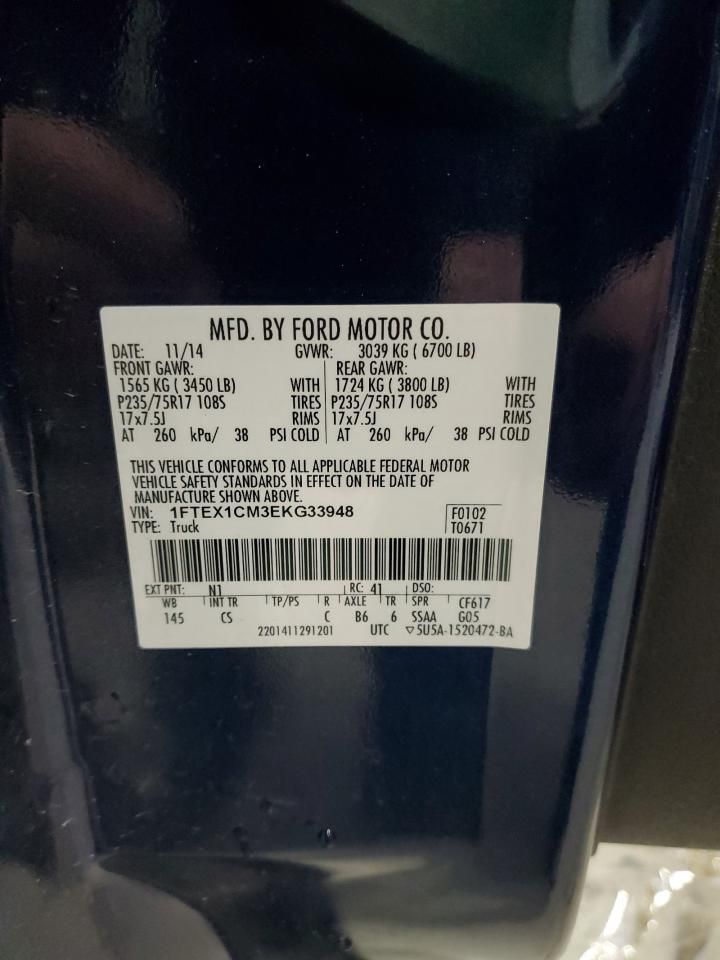 MFD. BY FORD MOTOR CO.
DATE: 11/14 GVWR: 3039 KG ( 6700 LB)
FRONT GAWR: REAR GAWR:
1565 KG ( 3450 LB) WITH 1724 KG ( 3800 LB) WITH
P235/75R17 108S TIRES P235/75R17 108S TIRES
17x7.5J RIMS 17x7.5J RIMS
AT 260 kPa/ 38 PSI COLD AT 260 kPa/ 38 PSI COLD
THIS VEHICLE CONFORMS TO ALL APPLICABLE FEDERAL MOTOR
VEHICLE SAFETY STANDARDS IN EFFECT ON THE DATE OF
MANUFACTURE SHOWN ABOVE.
VIN: 1FTEX1CM3EKG33948 F0102
TYPE: Truck T0671
EXT PNT: N1 RC: 41 DSO:
WB INT TR TP/PS R AXLE TR SPR CF617
145 CS C B6 6 SSAA G05
2201411291201 UTC ▽5U5A-1520472-BA